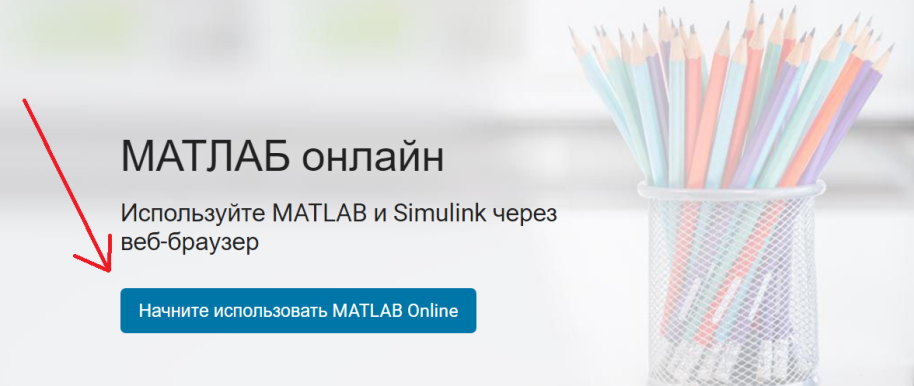 МАТЛАБ онлайн
Используйте MATLAB и Simulink через
веб-браузер
Начните использовать MATLAB Online